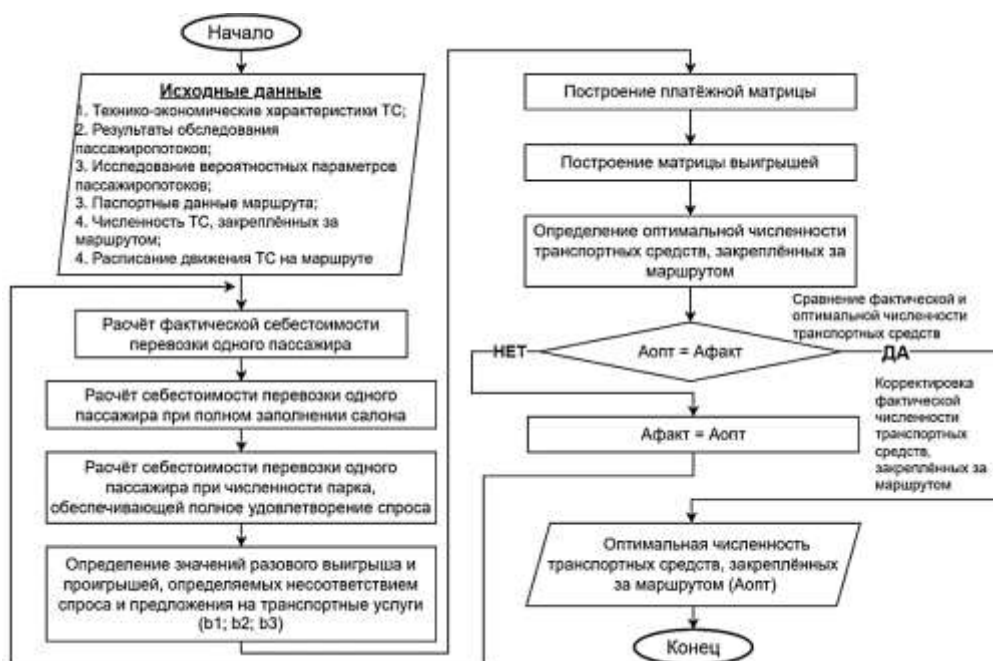 Начало
Исходные данные
1. Технико-экономические характеристики ТС;
2. Результаты обследования
пассажиропотоков;
3. Исследование вероятностных параметров
пассажиропотоков;
3. Паспортные данные маршрута;
4. Численность ТС, закреплённых за
маршрутом;
4. Расписание движения ТС на маршруте
Расчёт фактической себестоимости
перевозки одного пассажира
Расчёт себестоимости перевозки одного
пассажира при полном заполнении салона
Расчёт себестоимости перевозки одного
пассажира при численности парка,
обеспечивающей полное удовлетворение спроса
Определение значений разового выигрыша и
проигрышей, определяемых несоответствием
спроса и предложения на транспортные услуги
(b1; b2; b3)
Построение платёжной матрицы
Построение матрицы выигрышей
Определение оптимальной численности
транспортных средств, закреплённых за
маршрутом
Сравнение фактической и
оптимальной численности
транспортных средств
НЕТ
Aопт = Aфакт
ДА
Корректировка
фактической
численности
транспортных
средств,
закреплённых за
маршрутом
Aфакт = Aопт
Оптимальная численность
транспортных средств, закреплённых
за маршрутом (Aопт)
Конец